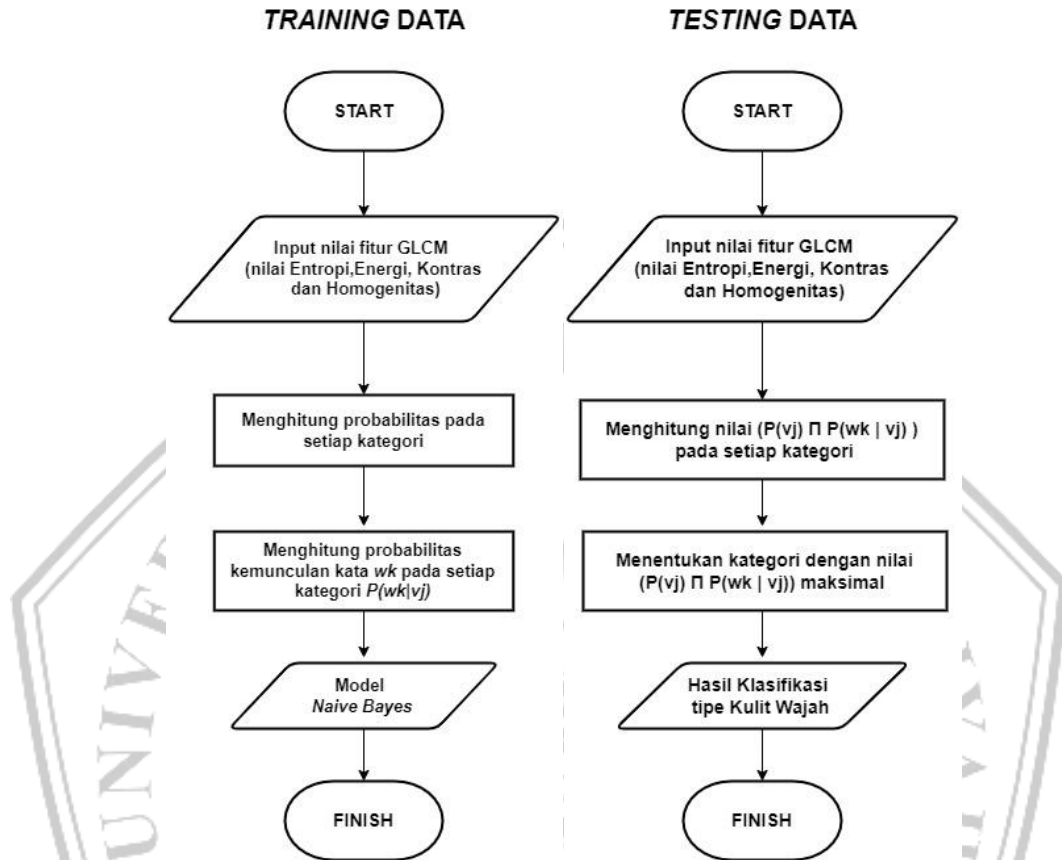 TRAINING DATA
START
Input nilai fitur GLCM
(nilai Entropi,Energi, Kontras
dan Homogenitas)
Menghitung probabilitas pada
setiap kategori
Menghitung probabilitas
kemunculan kata wk pada setiap
kategori P(wk|vj)
Model
Naive Bayes
FINISH
TESTING DATA
START
Input nilai fitur GLCM
(nilai Entropi,Energi, Kontras
dan Homogenitas)
Menghitung nilai (P(vj) Π P(wk | vj) )
pada setiap kategori
Menentukan kategori dengan nilai
(P(vj) Π P(wk | vj)) maksimal
Hasil Klasifikasi
tipe Kulit Wajah
FINISH